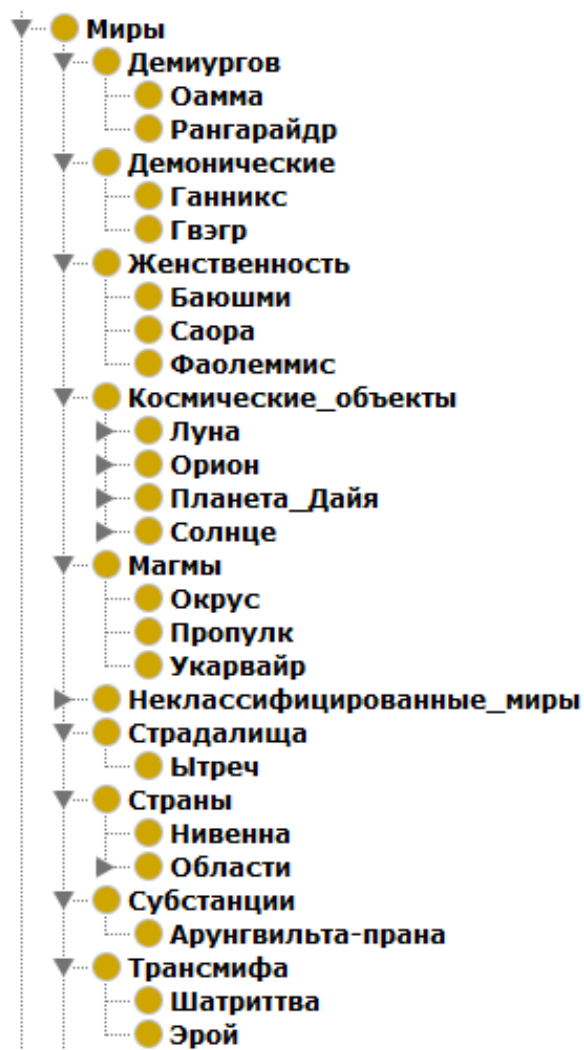 Миры
Демиургов
Оамма
Рангарайдр
Демонические
Ганникс
Гвэгр
Женственность
Баюшми
Саора
Фаолеммис
Космические_объекты
Луна
Орион
Планета_Дайя
Солнце
Магмы
Окрус
Пропулк
Укарвайр
Неклассифицированные_миры
Страдалища
Ытреч
Страны
Нивенна
Области
Субстанции
Арунгвильта-прана
Трансмифа
Шатриттва
Эрой